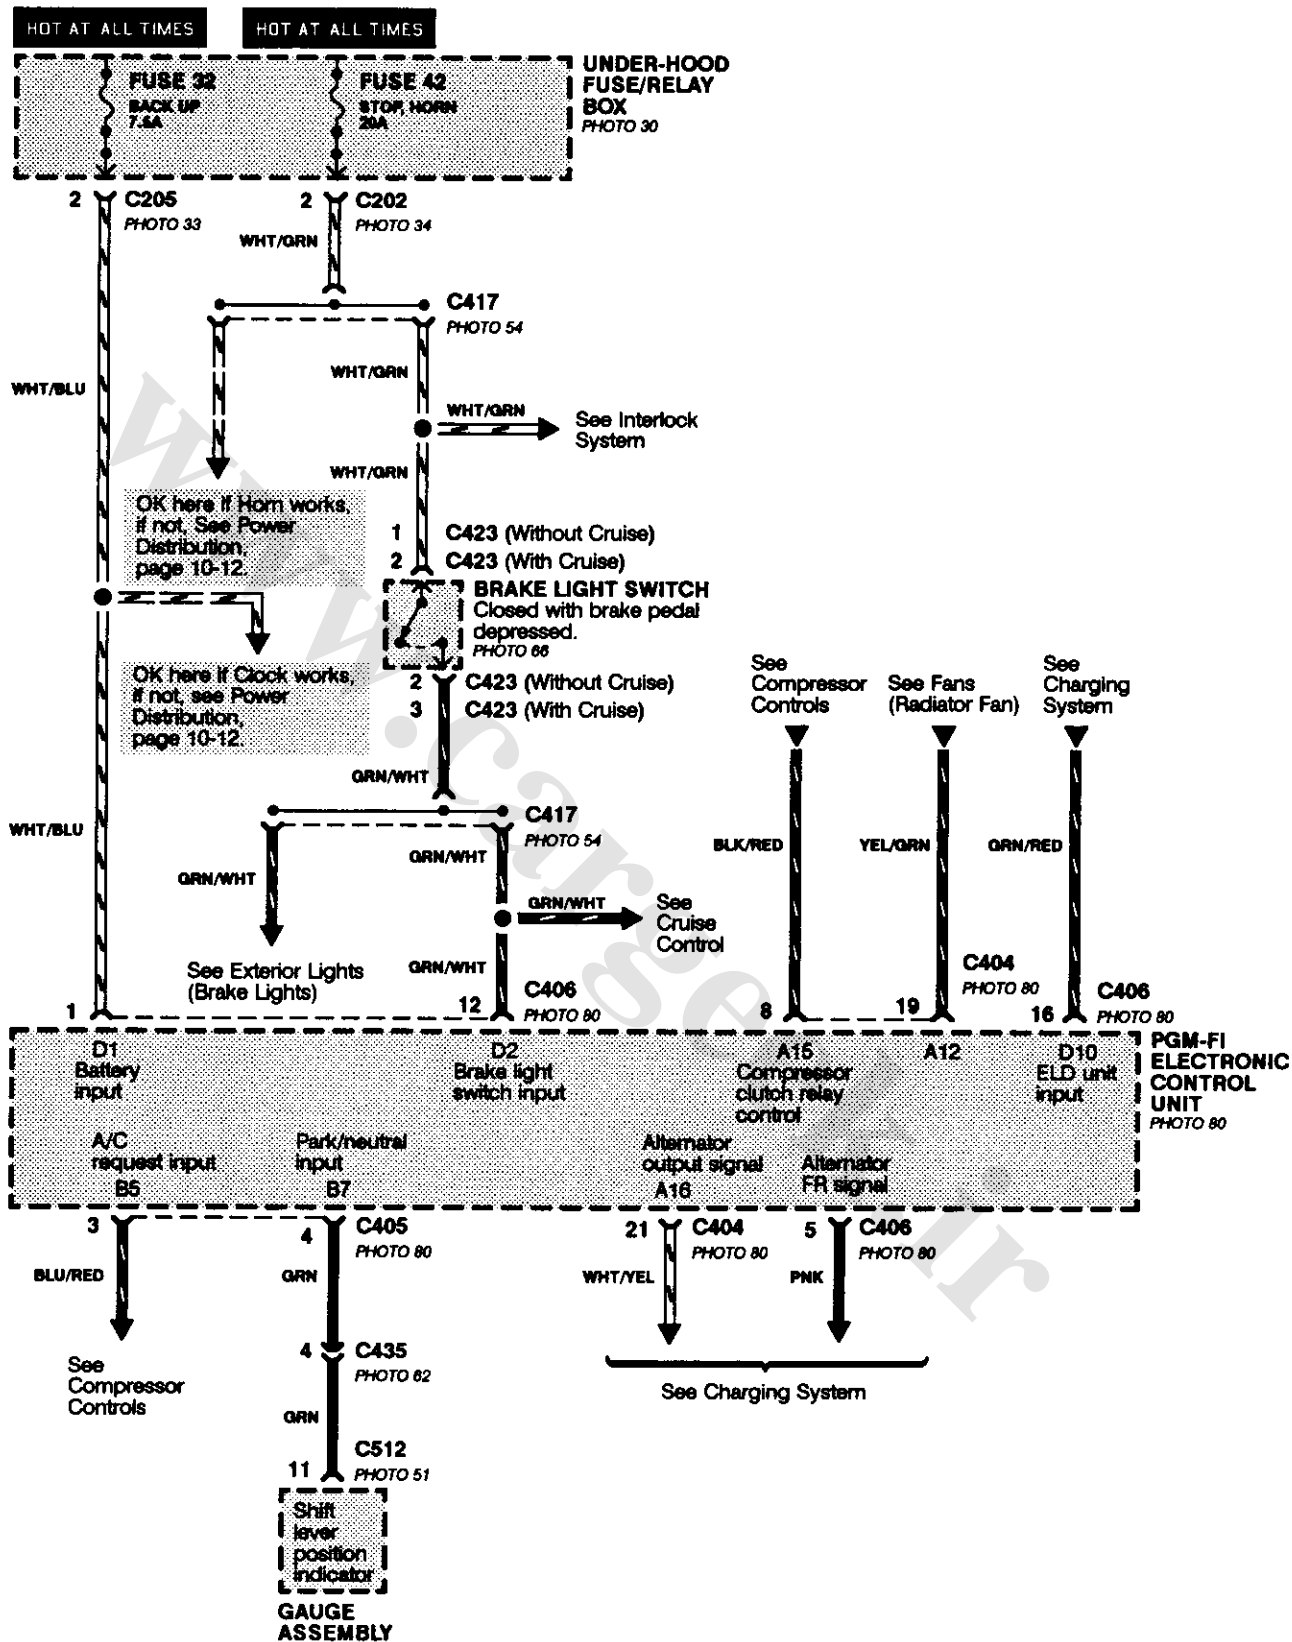 HOT AT ALL TIMES
HOT AT ALL TIMES
FUSE 32
BACK UP
7.5A
FUSE 42
STOP, HORN
20A
UNDER-HOOD
FUSE/RELAY
BOX
PHOTO 30
2
C205
PHOTO 33
2
C202
PHOTO 34
WHT/GRN
C417
PHOTO 54
WHT/BLU
WHT/GRN
WHT/GRN
See Interlock
System
WHT/GRN
OK here if Horn works,
if not, See Power
Distribution,
page 10-12.
1
C423 (Without Cruise)
2
C423 (With Cruise)
BRAKE LIGHT SWITCH
Closed with brake pedal
depressed.
PHOTO 66
OK here if Clock works,
if not, see Power
Distribution,
page 10-12.
2
C423 (Without Cruise)
3
C423 (With Cruise)
See
Compressor
Controls
See Fans
(Radiator Fan)
See
Charging
System
GRN/WHT
WHT/BLU
C417
PHOTO 54
GRN/WHT
GRN/WHT
BLK/RED
YEL/GRN
GRN/RED
GRN/WHT
See
Cruise
Control
See Exterior Lights
(Brake Lights)
GRN/WHT
1
12
C406
PHOTO 80
8
19
C404
PHOTO 80
16
C406
PHOTO 80
D1
Battery
input
D2
Brake light
switch input
A15
Compressor
clutch relay
control
A12
D10
ELD unit
input
PGM-FI
ELECTRONIC
CONTROL
UNIT
PHOTO 80
A/C
request input
B5
Park/neutral
input
B7
Alternator
output signal
A16
Alternator
FR signal
3
4
C405
PHOTO 80
21
C404
PHOTO 80
5
C406
PHOTO 80
BLU/RED
GRN
WHT/YEL
PNK
See
Compressor
Controls
4
C435
PHOTO 62
See Charging System
GRN
11
C512
PHOTO 51
Shift
lever
position
indicator
GAUGE
ASSEMBLY
www.cargeek.ir